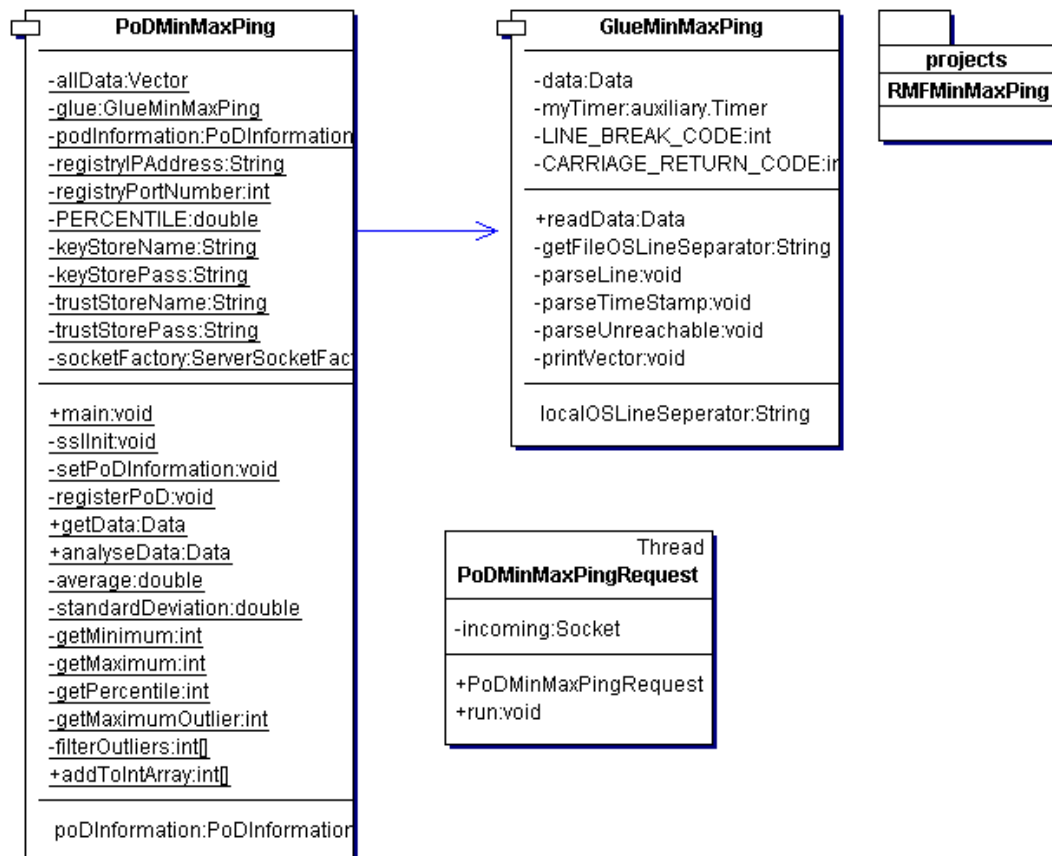 PoDMinMaxPing
-allData:Vector
-glue:GlueMinMaxPing
-podInformation:PoDInformation
-registryIPAddress:String
-registryPortNumber:int
-PERCENTILE:double
-keyStoreName:String
-keyStorePass:String
-trustStoreName:String
-trustStorePass:String
-socketFactory:ServerSocketFact
+main:void
-sslInit:void
-setPoDInformation:void
-registerPoD:void
+getData:Data
+analyseData:Data
-average:double
-standardDeviation:double
-getMinimum:int
-getMaximum:int
-getPercentile:int
-getMaximumOutlier:int
-filterOutliers:int[]
+addToIntArray:int[]
poDInformation:PoDInformation
GlueMinMaxPing
-data:Data
-myTimer:auxiliary.Timer
-LINE_BREAK_CODE:int
-CARRIAGE_RETURN_CODE:in
+readData:Data
-getFileOSLineSeparator:String
-parseLine:void
-parseTimeStamp:void
-parseUnreachable:void
-printVector:void
localOSLineSeperator:String
projects
RMFMinMaxPing
Thread
PoDMinMaxPingRequest
-incoming:Socket
+PoDMinMaxPingRequest
+run:void